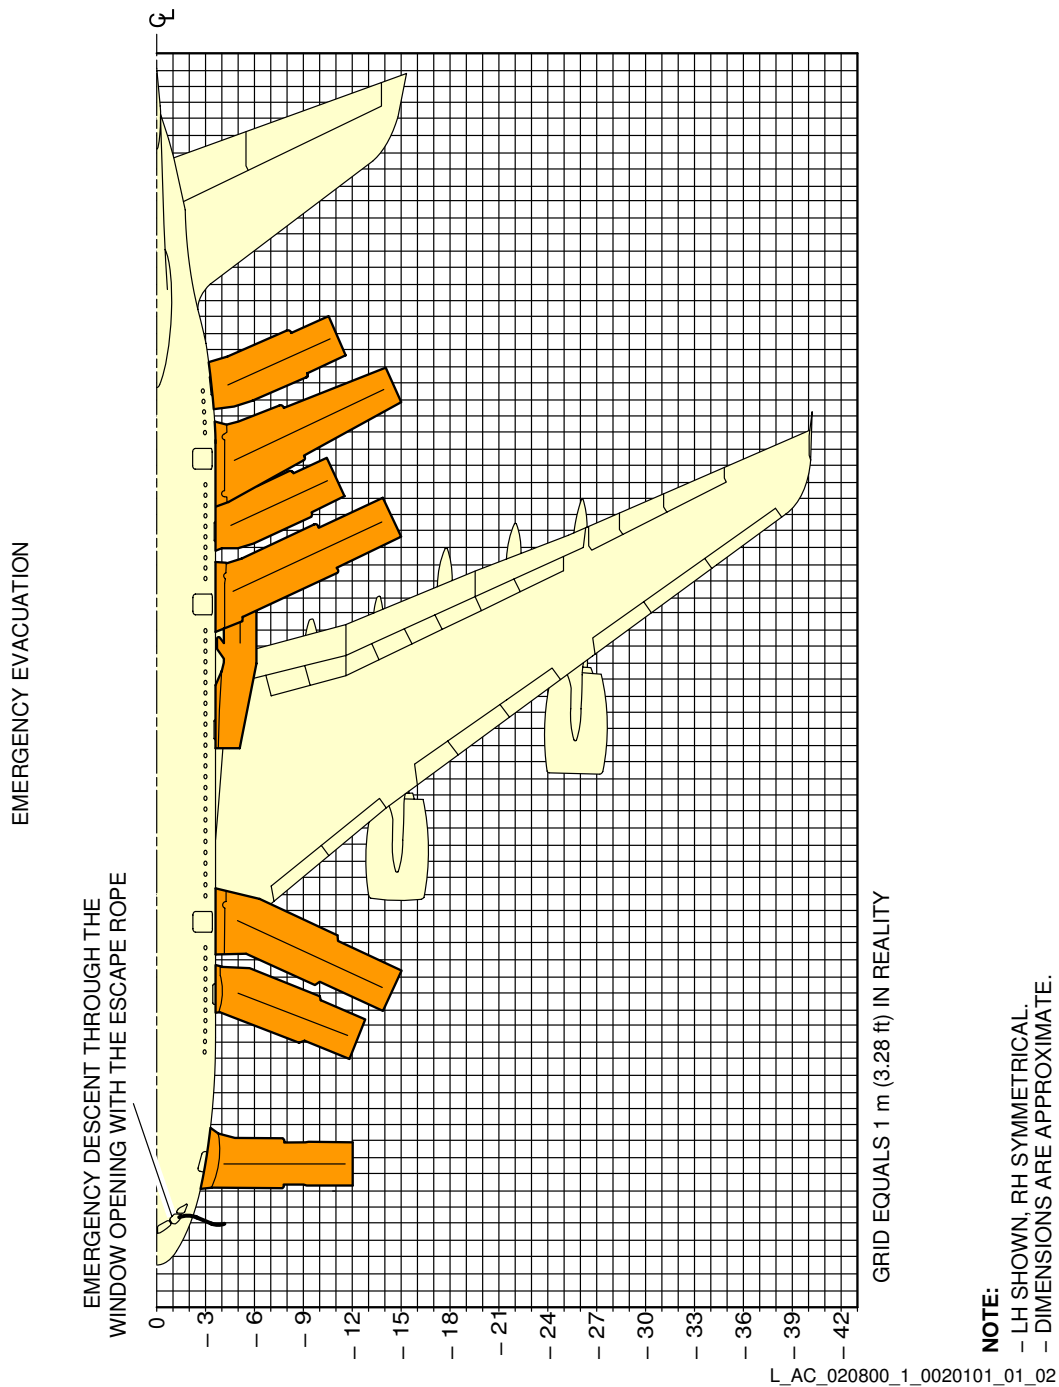 EMERGENCY EVACUATION
EMERGENCY DESCENT THROUGH THE
WINDOW OPENING WITH THE ESCAPE ROPE
CL
0
– 3
– 6
– 9
– 12
– 15
– 18
– 21
– 24
– 27
– 30
– 33
– 36
– 39
– 42
GRID EQUALS 1 m (3.28 ft) IN REALITY
NOTE:
– LH SHOWN, RH SYMMETRICAL.
– DIMENSIONS ARE APPROXIMATE.
L_AC_020800_1_0020101_01_02